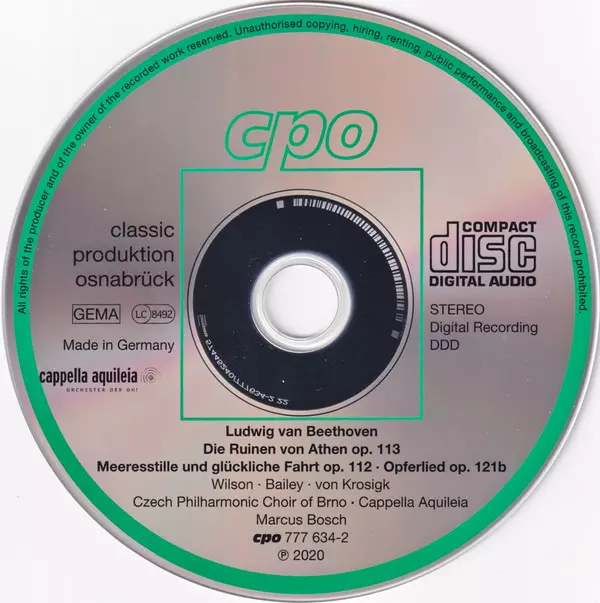 All rights of the producer and of the owner of the recorded work reserved. Unauthorised copying, hiring, renting, public performance and broadcasting of this record prohibited.
cpo
classic
produktion
osnabrück
GEMA
LC 8492
Made in Germany
cappella aquileia
ORCHESTER DER OH!
COMPACT
disc
DIGITAL AUDIO
STEREO
Digital Recording
DDD
57445240/777634-2 22
Ludwig van Beethoven
Die Ruinen von Athen op. 113
Meeresstille und glückliche Fahrt op. 112 · Opferlied op. 121b
Wilson · Bailey · von Krosigk
Czech Philharmonic Choir of Brno · Cappella Aquileia
Marcus Bosch
cpo 777 634-2
℗ 2020